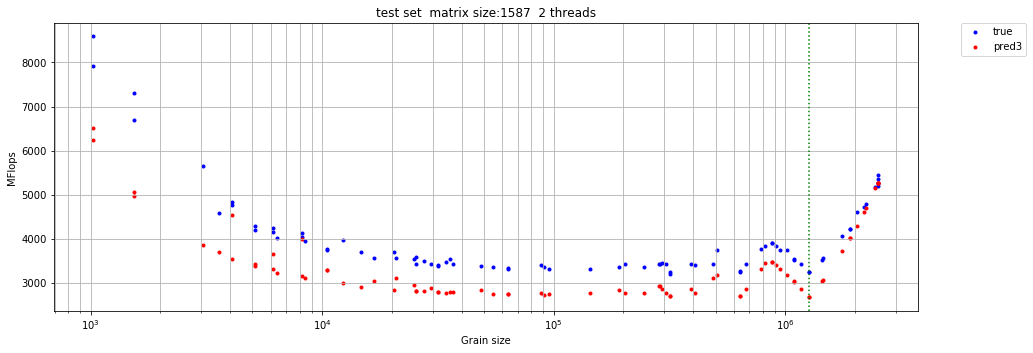 test set  matrix size:1587  2 threads
true
pred3
MFlops
8000
7000
6000
5000
4000
3000
10³
10⁴
10⁵
10⁶
Grain size